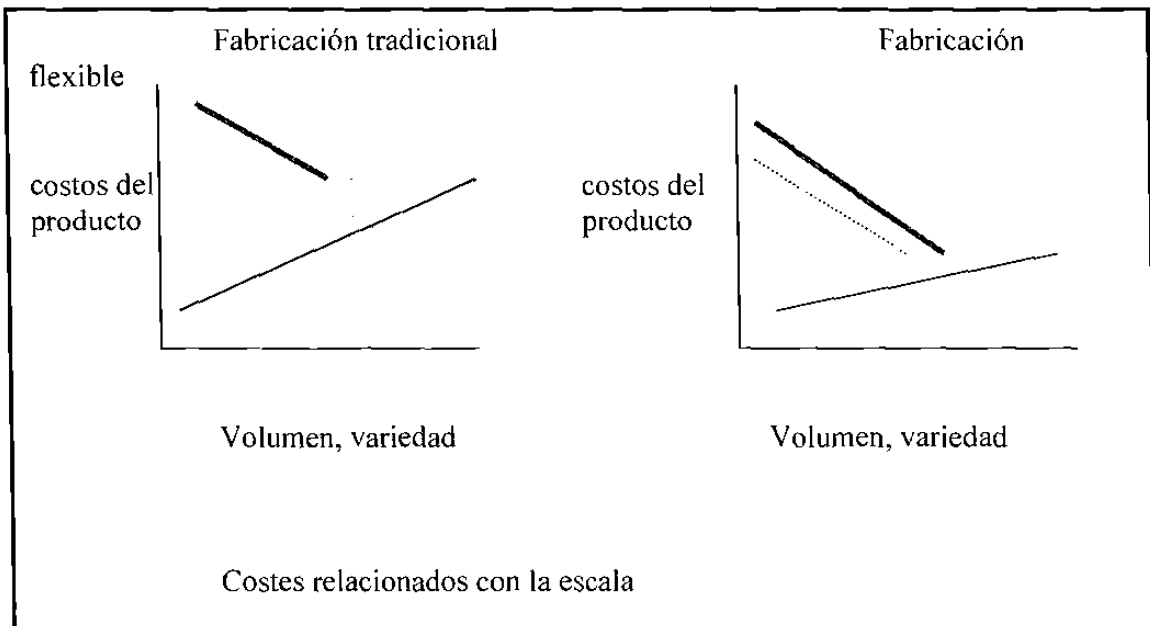 Fabricación tradicional Fabricación
flexible
costos del
producto
costos del
producto
Volumen, variedad
Volumen, variedad
Costes relacionados con la escala